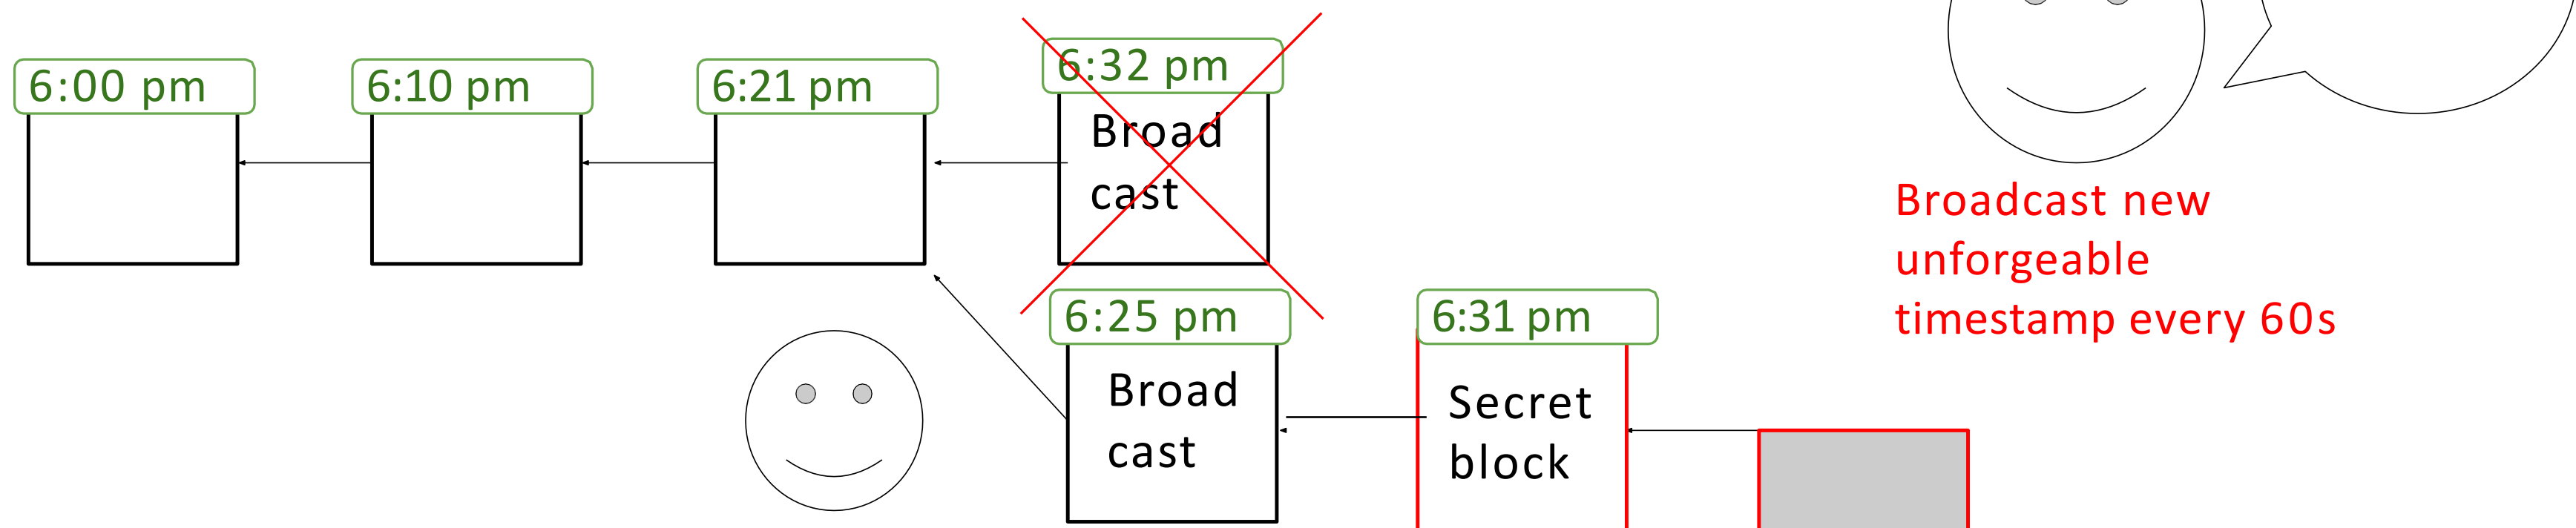 6:00 pm
6:10 pm
6:21 pm
6:32 pm
Broad
cast
Broadcast new
unforgeable
timestamp every 60s
6:25 pm
Broad
cast
6:31 pm
Secret
block